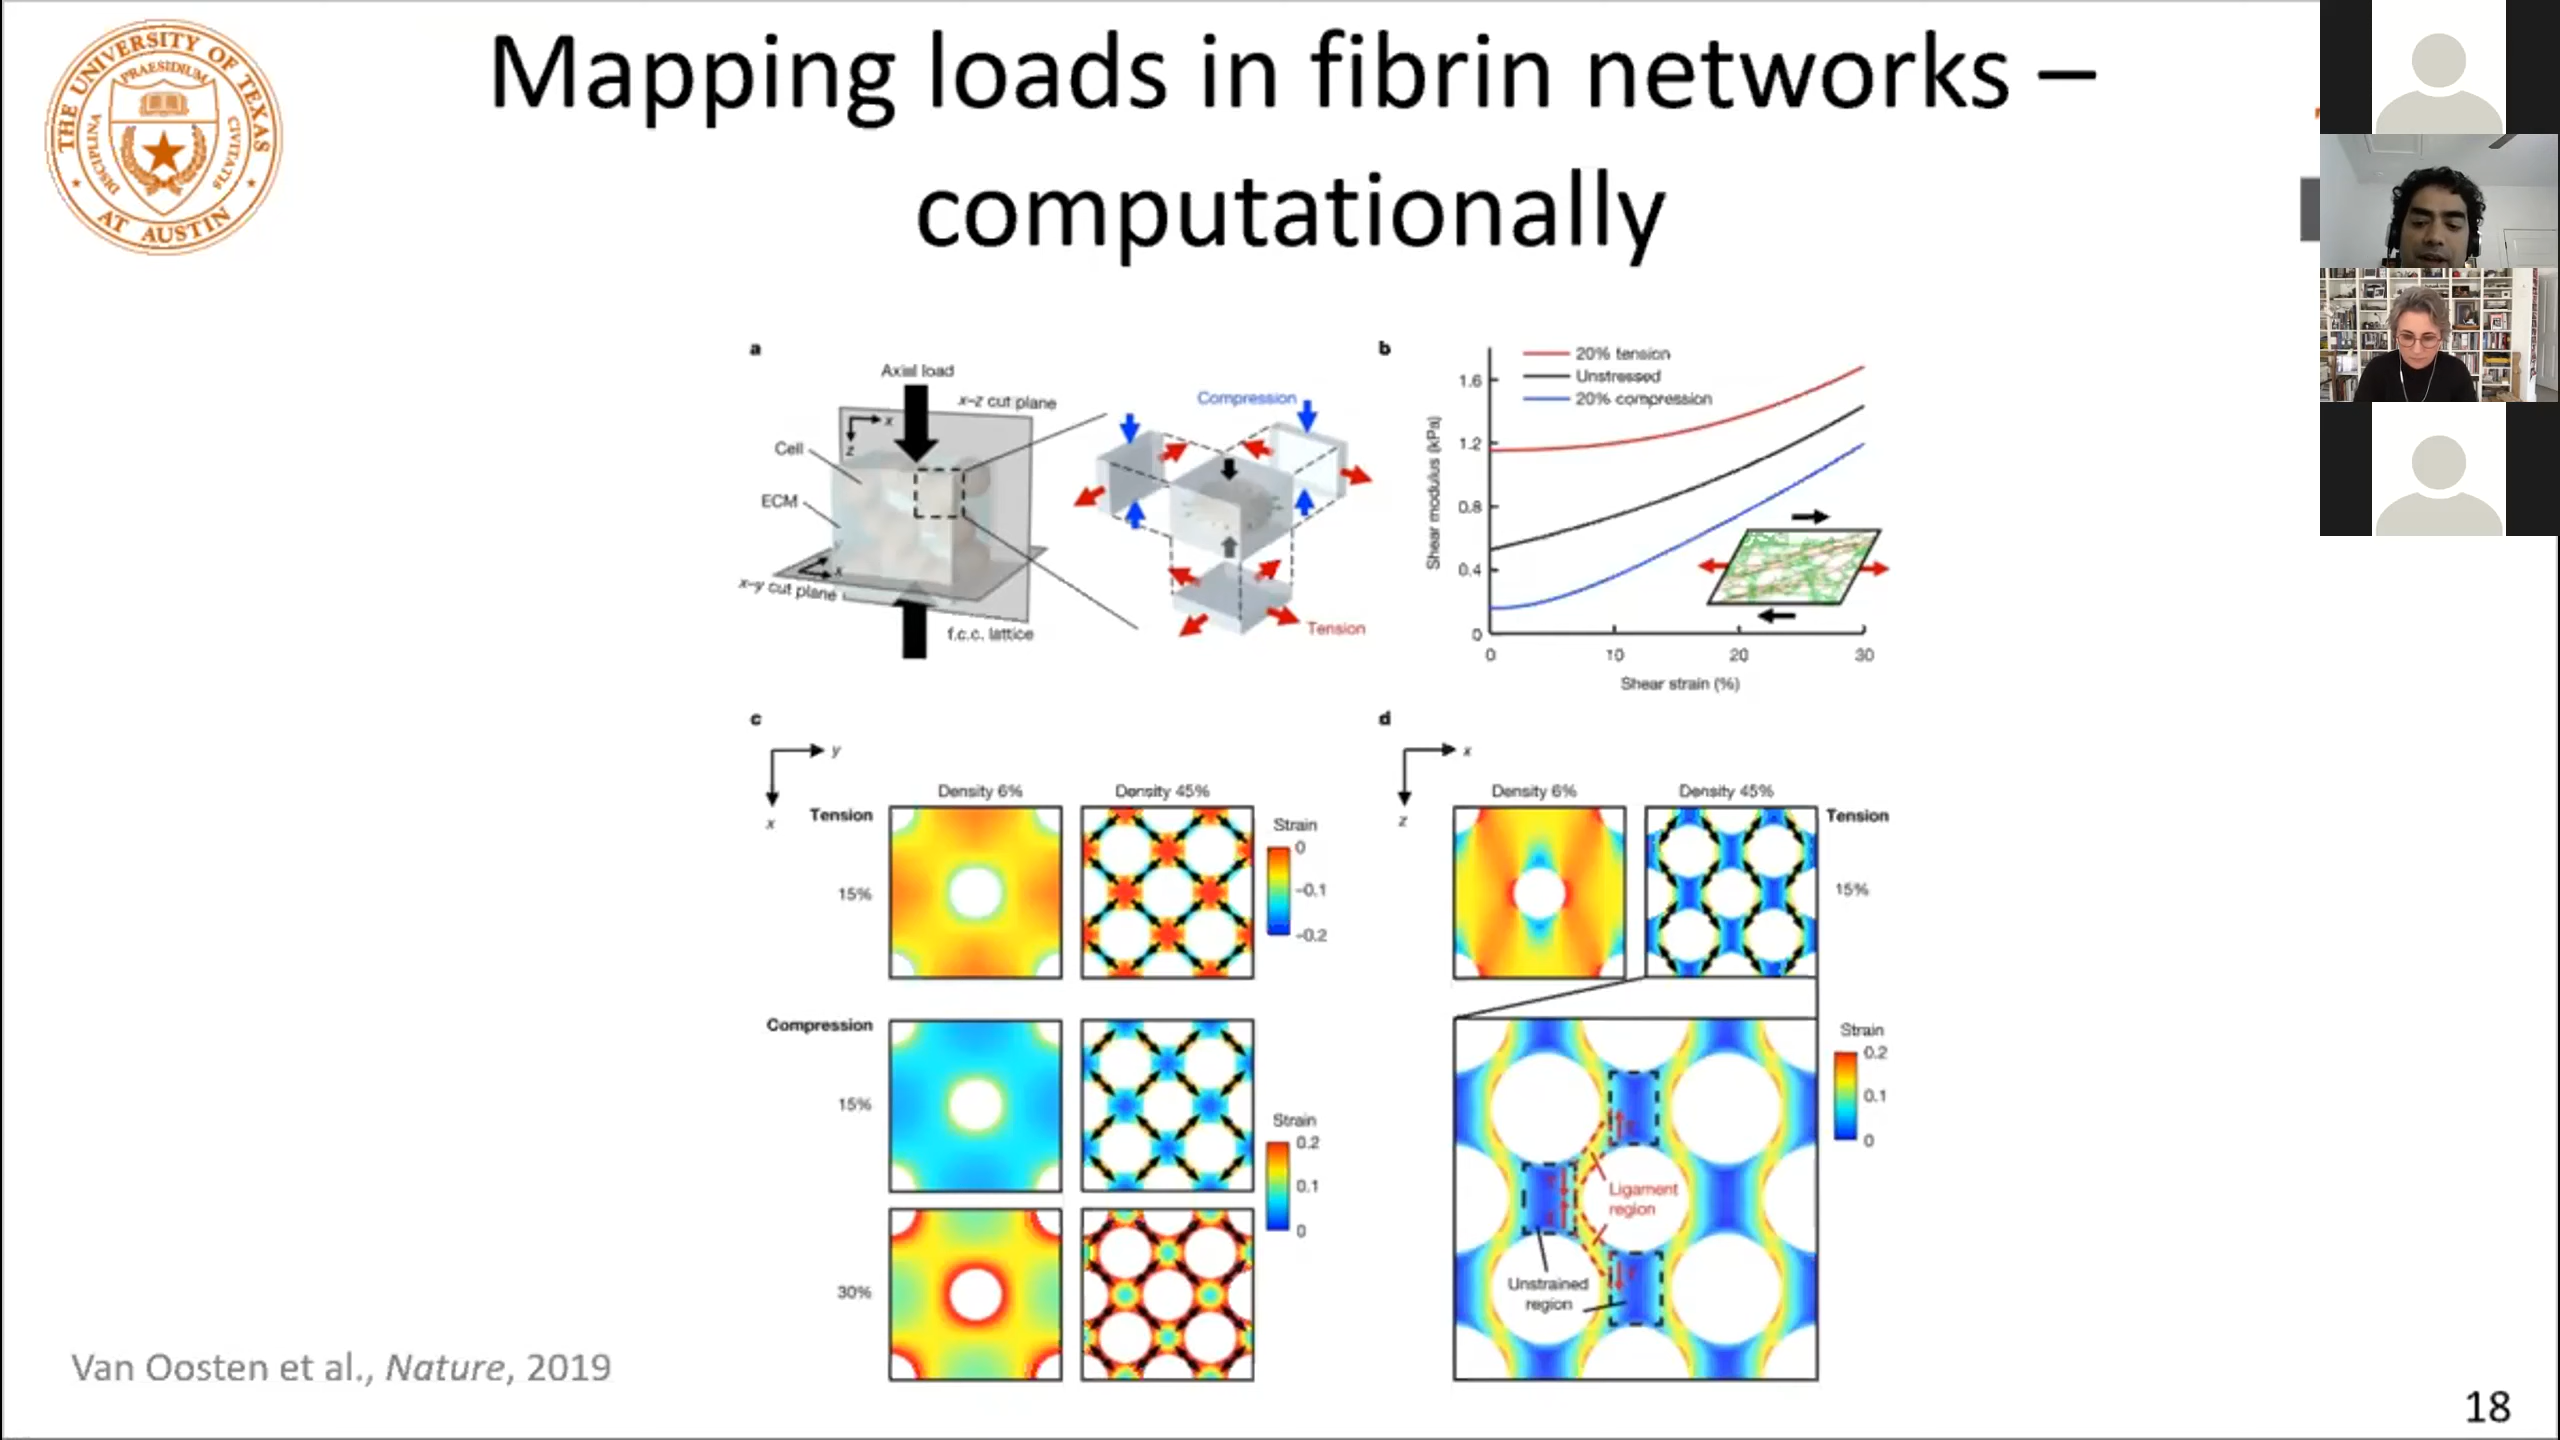 THE UNIVERSITY OF TEXAS
AT AUSTIN
PRAESIDIUM
DISCIPLINA
CIVITATIS
Mapping loads in fibrin networks –
computationally
a
Axial load
x–z cut plane
x
z
Cell
ECM
y
x
x–y cut plane
f.c.c. lattice
Compression
Tension
b
20% tension
Unstressed
20% compression
Shear modulus (kPa)
1.6
1.2
0.8
0.4
0
0
10
20
30
Shear strain (%)
c
y
x
Density 6%
Density 45%
Tension
15%
Strain
0
-0.1
-0.2
Compression
15%
30%
Strain
0.2
0.1
0
d
x
z
Density 6%
Density 45%
Tension
15%
Strain
0.2
0.1
0
Ligament
region
Unstrained
region
Van Oosten et al., Nature, 2019
18